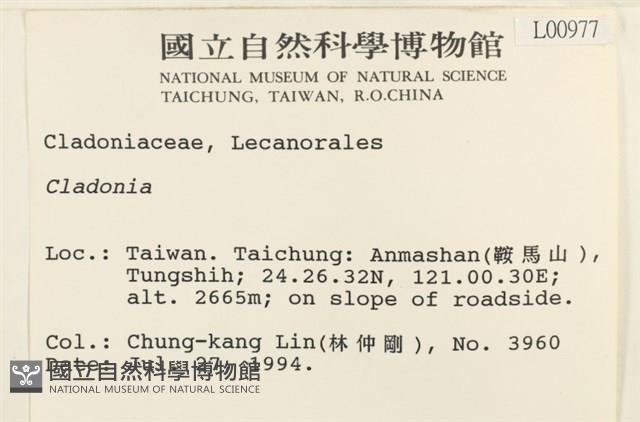 L00977
國立自然科學博物館
NATIONAL MUSEUM OF NATURAL SCIENCE
TAICHUNG, TAIWAN, R.O.CHINA
Cladoniaceae, Lecanorales
Cladonia
Loc.: Taiwan. Taichung: Anmashan(鞍馬山),
Tungshih; 24.26.32N, 121.00.30E;
alt. 2665m; on slope of roadside.
Col.: Chung-kang Lin(林仲剛), No. 3960
Date: Jul. 27, 1994.
國立自然科學博物館
NATIONAL MUSEUM OF NATURAL SCIENCE